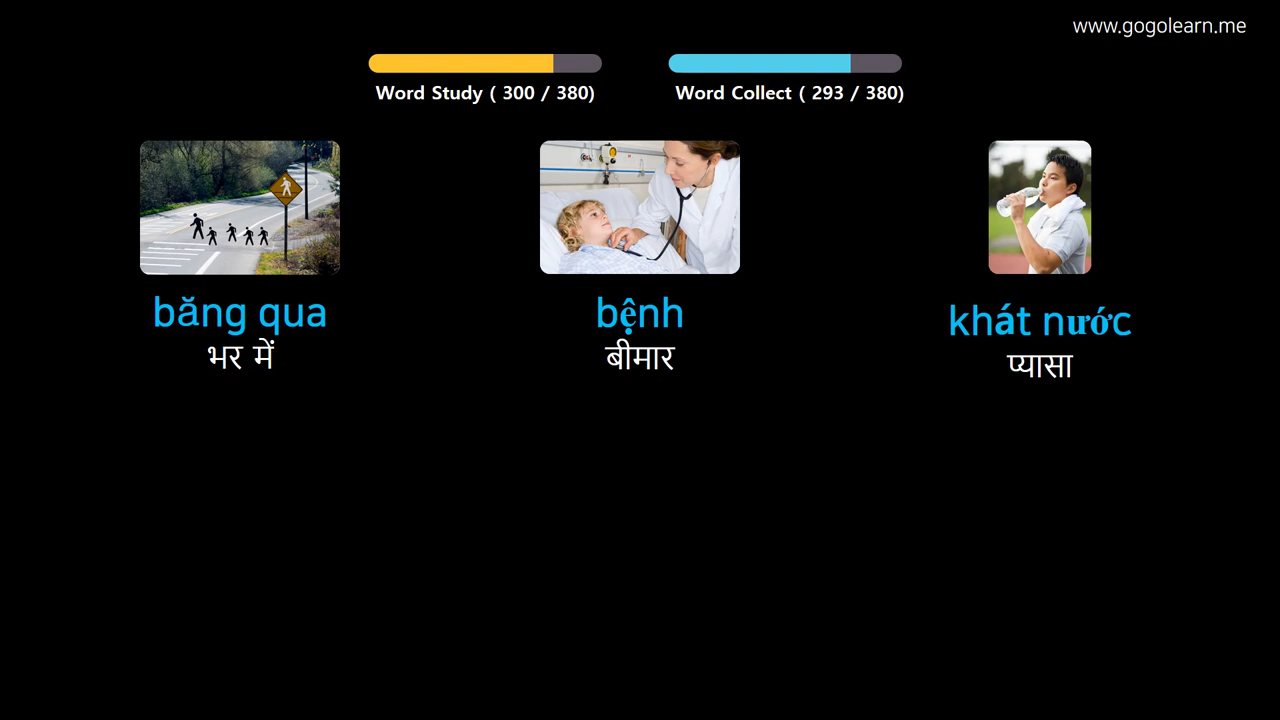 www.gogolearn.me
Word Study ( 300 / 380)
Word Collect ( 293 / 380)
băng qua
भर में
bệnh
बीमार
khát nước
प्यासा